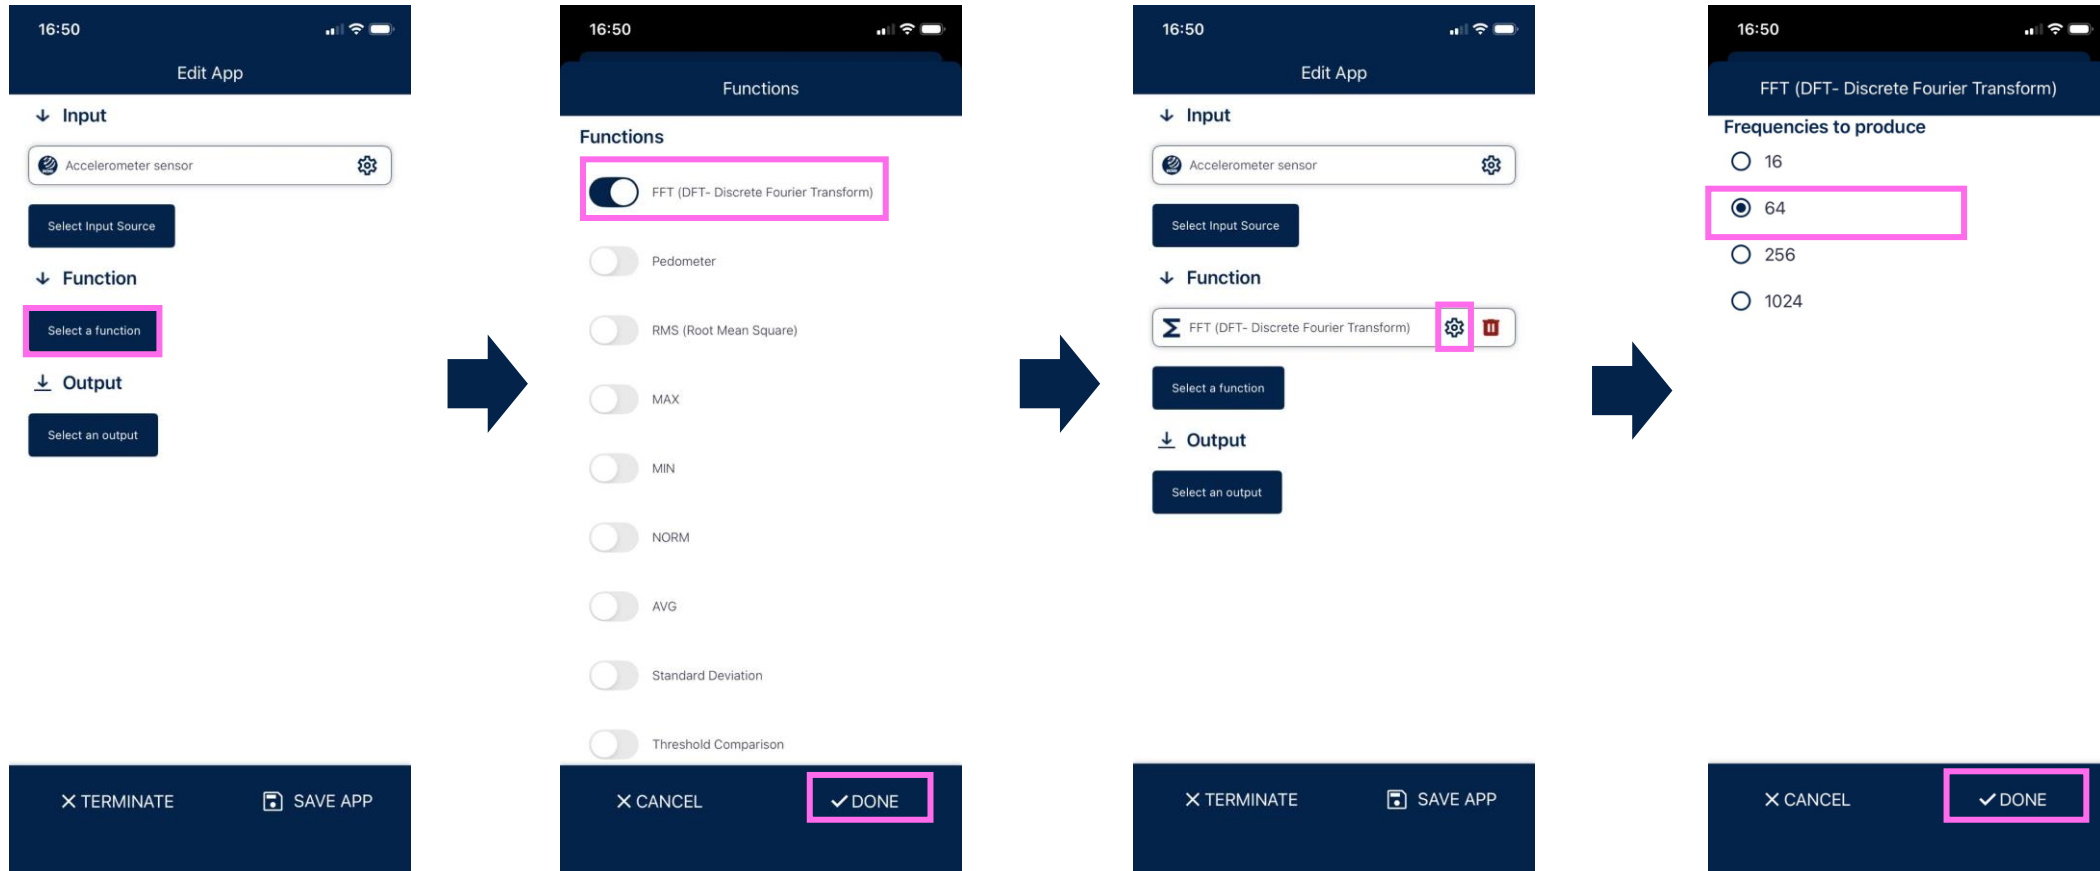 16:50
Edit App
Input
Accelerometer sensor
Select Input Source
Function
Select a function
Output
Select an output
TERMINATE
SAVE APP
16:50
Functions
Functions
FFT (DFT- Discrete Fourier Transform)
Pedometer
RMS (Root Mean Square)
MAX
MIN
NORM
AVG
Standard Deviation
Threshold Comparison
CANCEL
DONE
16:50
Edit App
Input
Accelerometer sensor
Select Input Source
Function
FFT (DFT- Discrete Fourier Transform)
Select a function
Output
Select an output
TERMINATE
SAVE APP
16:50
FFT (DFT- Discrete Fourier Transform)
Frequencies to produce
16
64
256
1024
CANCEL
DONE